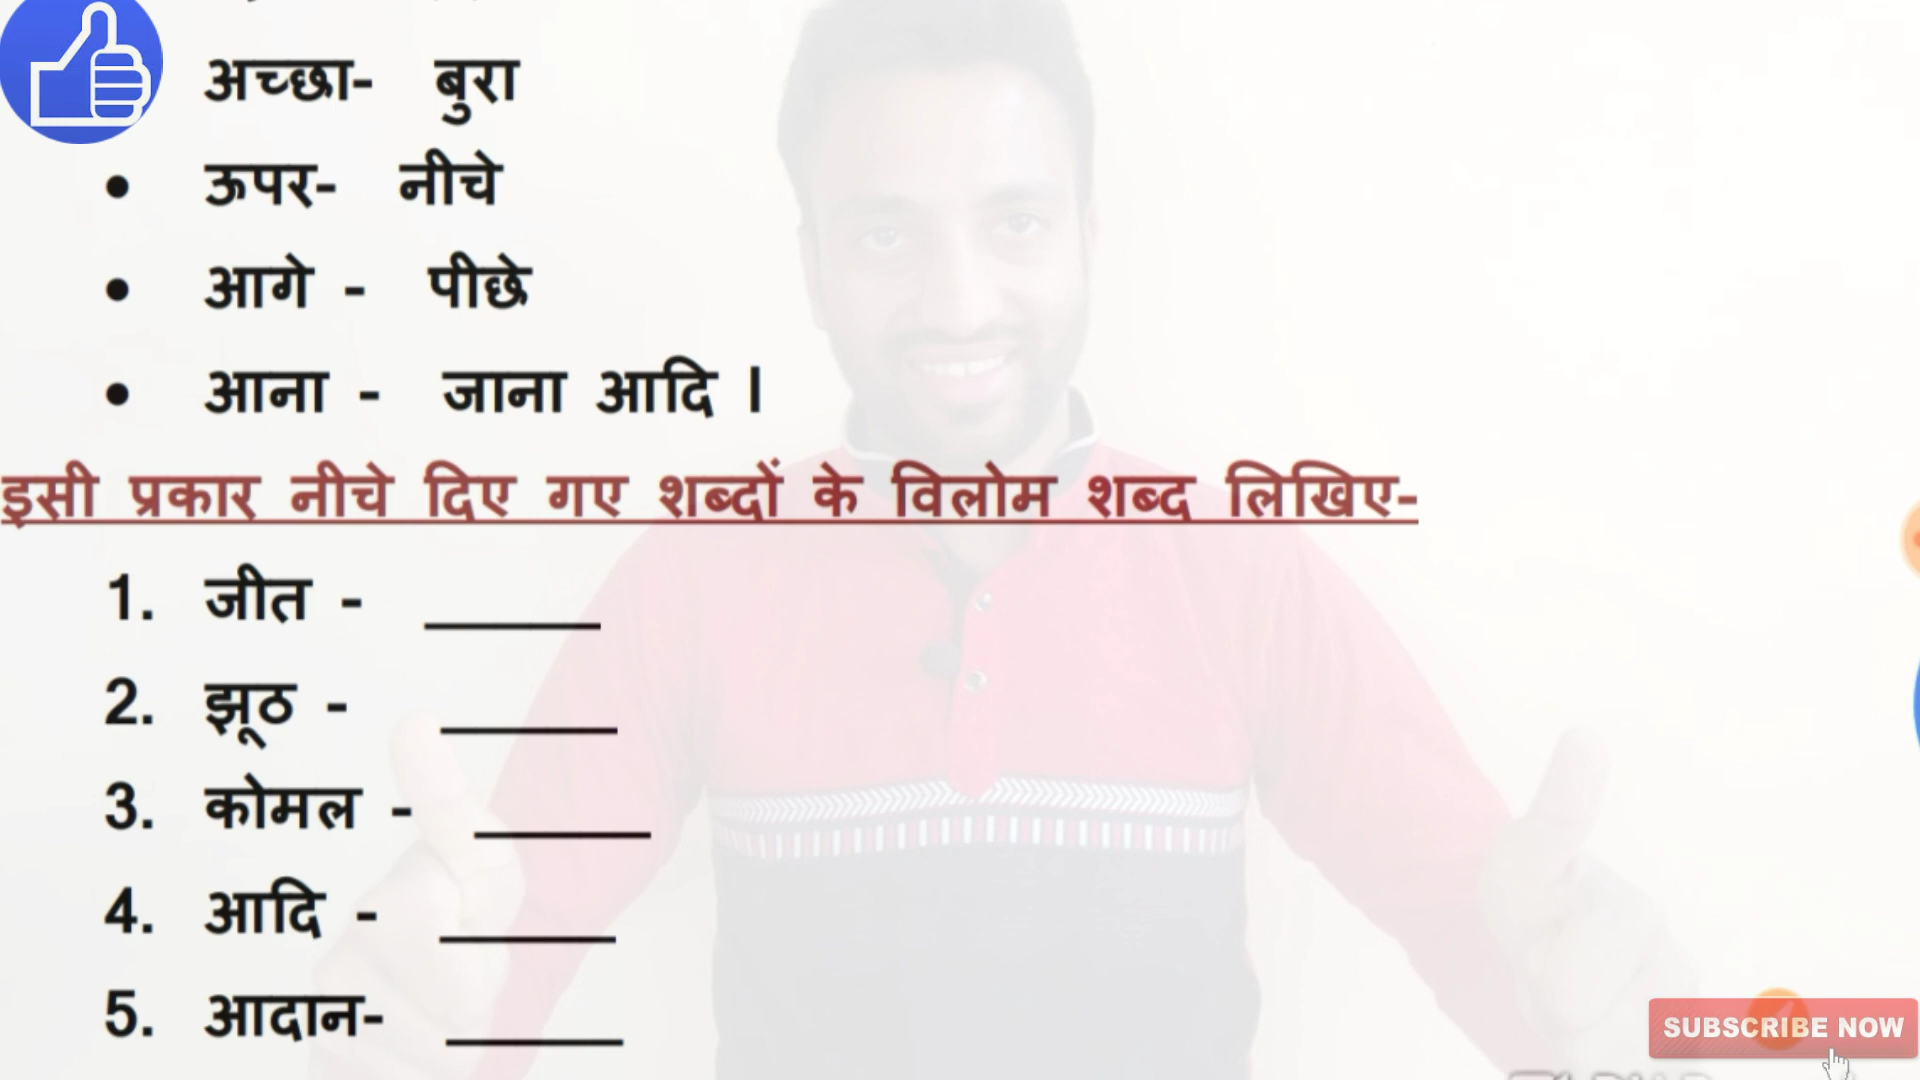 अच्छा- बुरा
• ऊपर- नीचे
• आगे - पीछे
• आना - जाना आदि ।
इसी प्रकार नीचे दिए गए शब्दों के विलोम शब्द लिखिए-
1. जीत - ______
2. झूठ - ______
3. कोमल - ______
4. आदि - ______
5. आदान- ______
SUBSCRIBE NOW